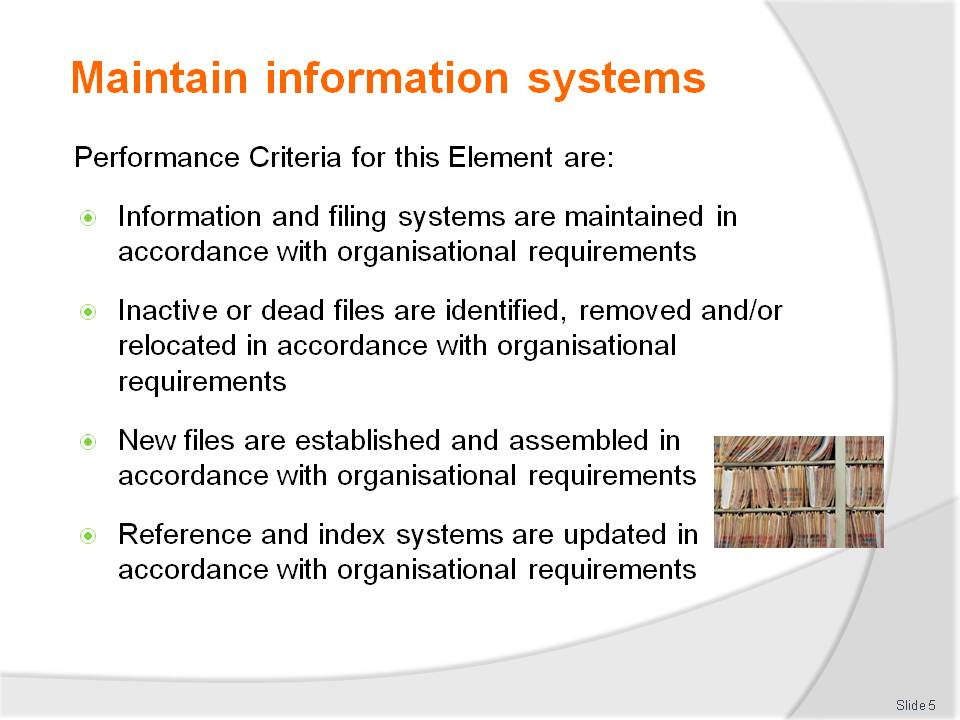 Maintain information systems
Performance Criteria for this Element are:
Information and filing systems are maintained in
accordance with organisational requirements
Inactive or dead files are identified, removed and/or
relocated in accordance with organisational
requirements
New files are established and assembled in
accordance with organisational requirements
Reference and index systems are updated in
accordance with organisational requirements
Slide 5